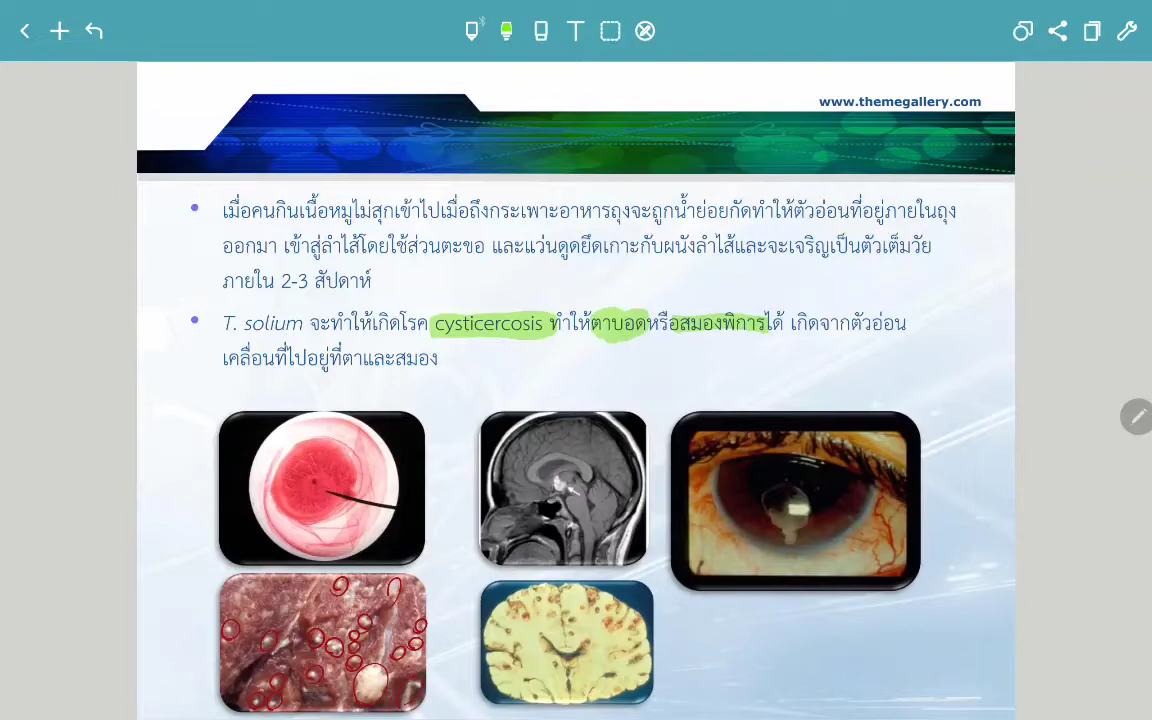 www.themegallery.com
เมื่อคนกินเนื้อหมูไม่สุกเข้าไปเมื่อถึงกระเพาะอาหารถุงจะถูกน้ำย่อยกัดทำให้ตัวอ่อนที่อยู่ภายในถุง
ออกมา เข้าสู่ลำไส้โดยใช้ส่วนตะขอ และแว่นดูดยึดเกาะกับผนังลำไส้และจะเจริญเป็นตัวเต็มวัย
ภายใน 2-3 สัปดาห์
T. solium จะทำให้เกิดโรค cysticercosis ทำให้ตาบอดหรือสมองพิการได้ เกิดจากตัวอ่อน
เคลื่อนที่ไปอยู่ที่ตาและสมอง